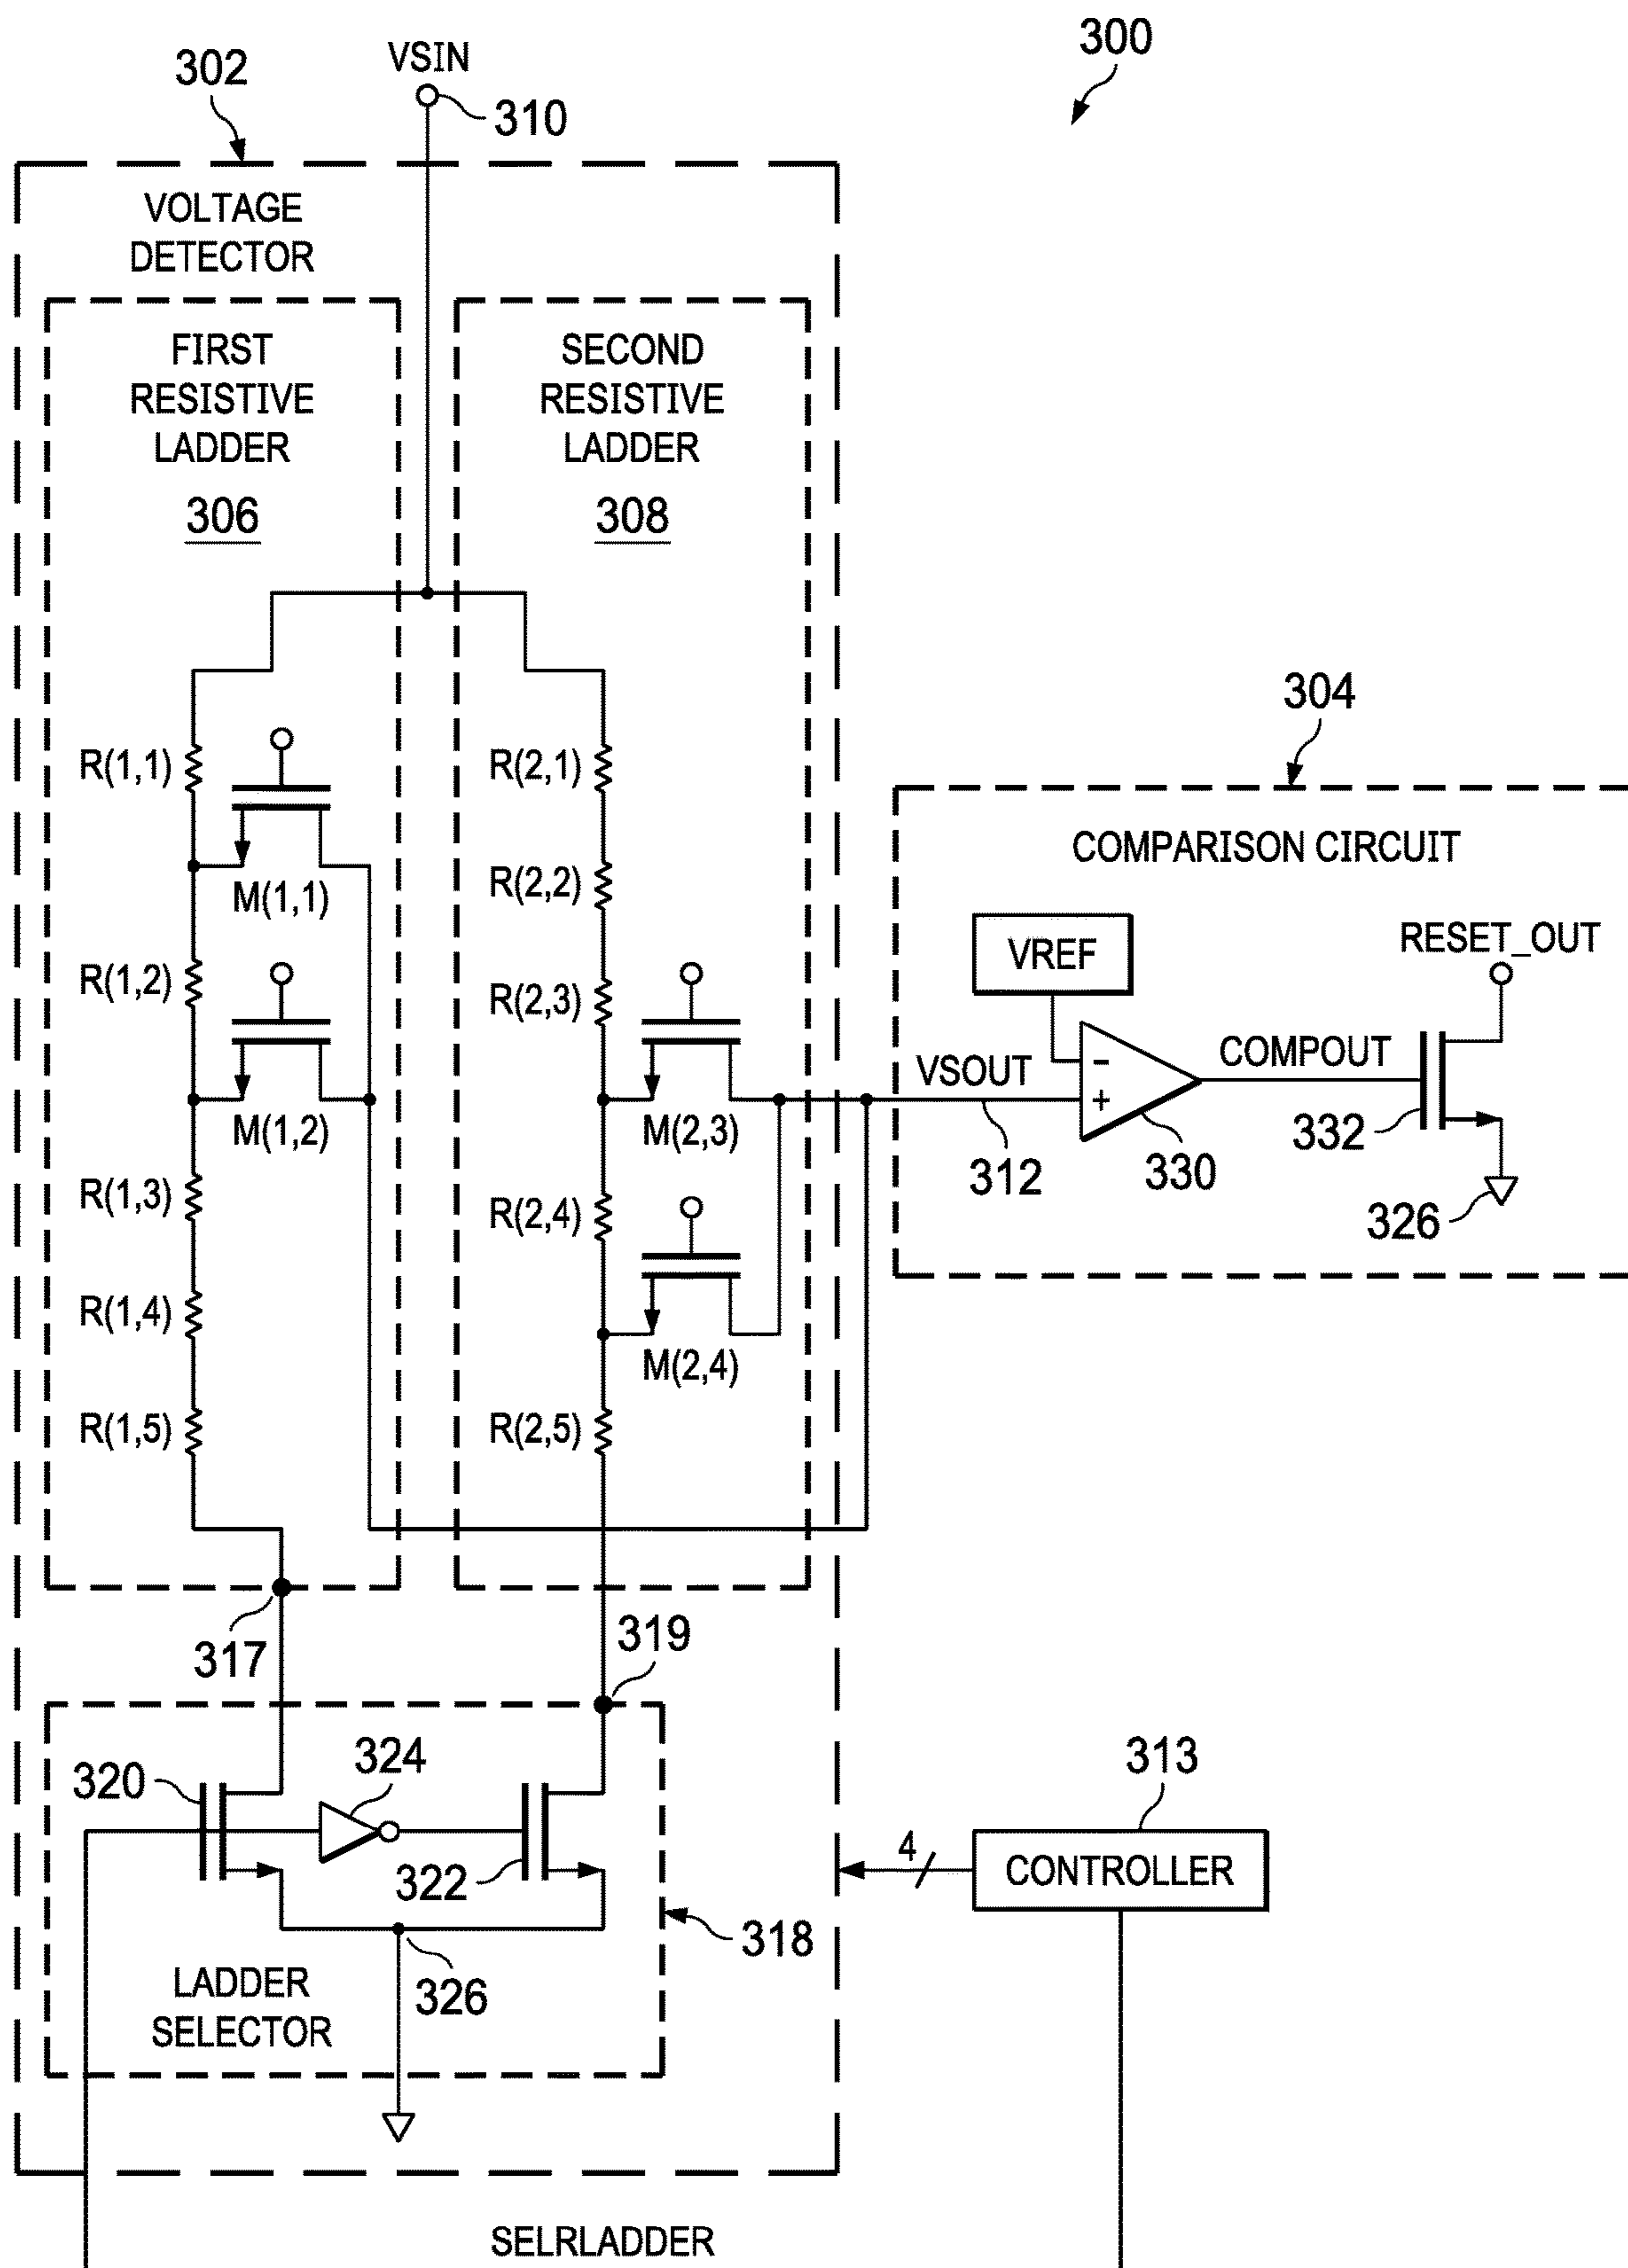 300
302
VSIN
310
VOLTAGE
DETECTOR
FIRST
RESISTIVE
LADDER
306
SECOND
RESISTIVE
LADDER
308
R(1,1)
M(1,1)
R(1,2)
M(1,2)
R(1,3)
R(1,4)
R(1,5)
R(2,1)
R(2,2)
R(2,3)
M(2,3)
R(2,4)
M(2,4)
R(2,5)
304
COMPARISON CIRCUIT
VREF
RESET_OUT
VSOUT
COMPOUT
-
+
312
330
332
326
317
319
320
324
322
318
326
LADDER
SELECTOR
313
4
CONTROLLER
SELRLADDER